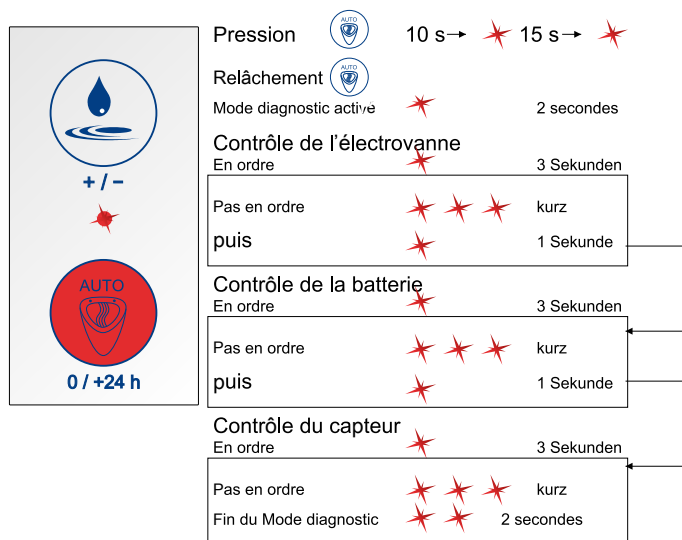 + / −
AUTO
0 / +24 h
Pression AUTO 10 s 15 s
Relâchement AUTO
Mode diagnostic activé 2 secondes
Contrôle de l'électrovanne
En ordre 3 Sekunden
Pas en ordre kurz
puis 1 Sekunde
Contrôle de la batterie
En ordre 3 Sekunden
Pas en ordre kurz
puis 1 Sekunde
Contrôle du capteur
En ordre 3 Sekunden
Pas en ordre kurz
Fin du Mode diagnostic 2 secondes